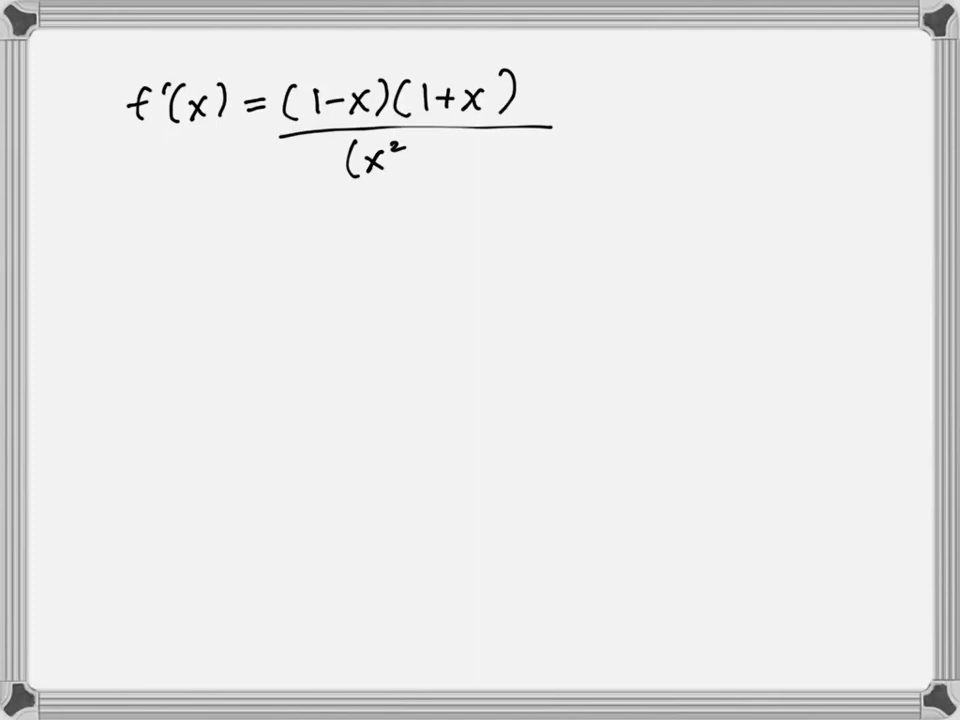 f'(x) = (1-x)(1+x)
(x²